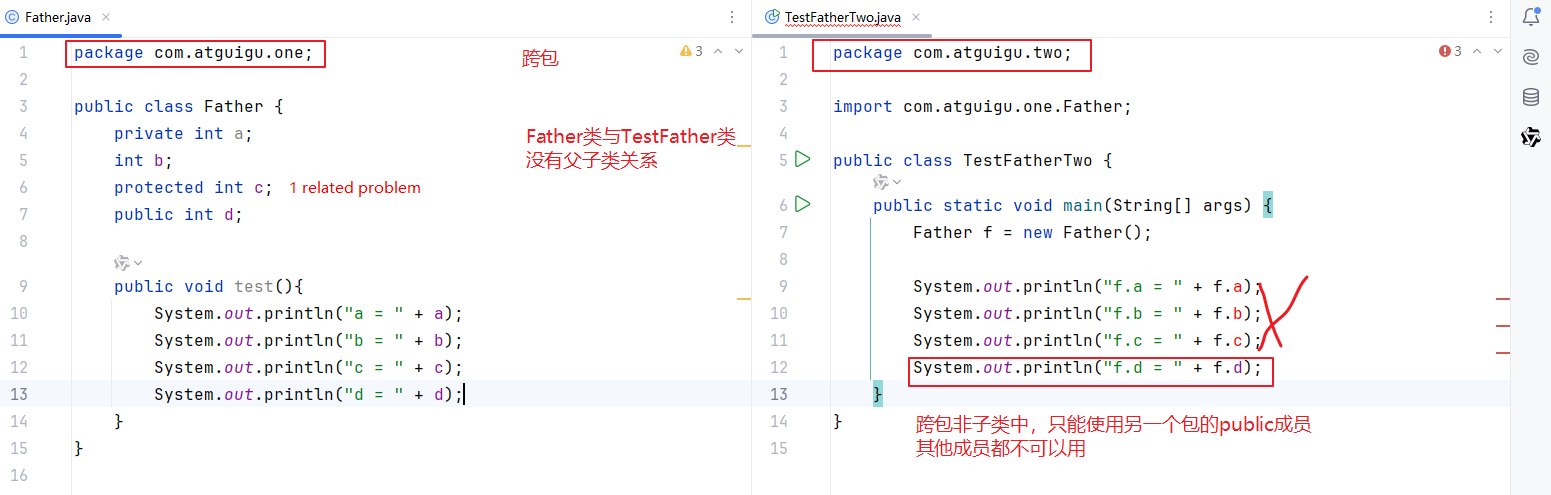 Father.java
1 package com.atguigu.one;
跨包
3
2
3 public class Father {
4 private int a;
Father类与TestFather类
没有父子类关系
5 int b;
6 protected int c; 1 related problem
7 public int d;
8
9 public void test(){
10 System.out.println("a = " + a);
11 System.out.println("b = " + b);
12 System.out.println("c = " + c);
13 System.out.println("d = " + d);
14 }
15 }
16
TestFatherTwo.java
1 package com.atguigu.two;
3
2
3 import com.atguigu.one.Father;
4
5 public class TestFatherTwo {
6 public static void main(String[] args) {
7 Father f = new Father();
8
9 System.out.println("f.a = " + f.a);
10 System.out.println("f.b = " + f.b);
11 System.out.println("f.c = " + f.c);
12 System.out.println("f.d = " + f.d);
13 }
14 }
跨包非子类中，只能使用另一个包的public成员
其他成员都不可以用
15